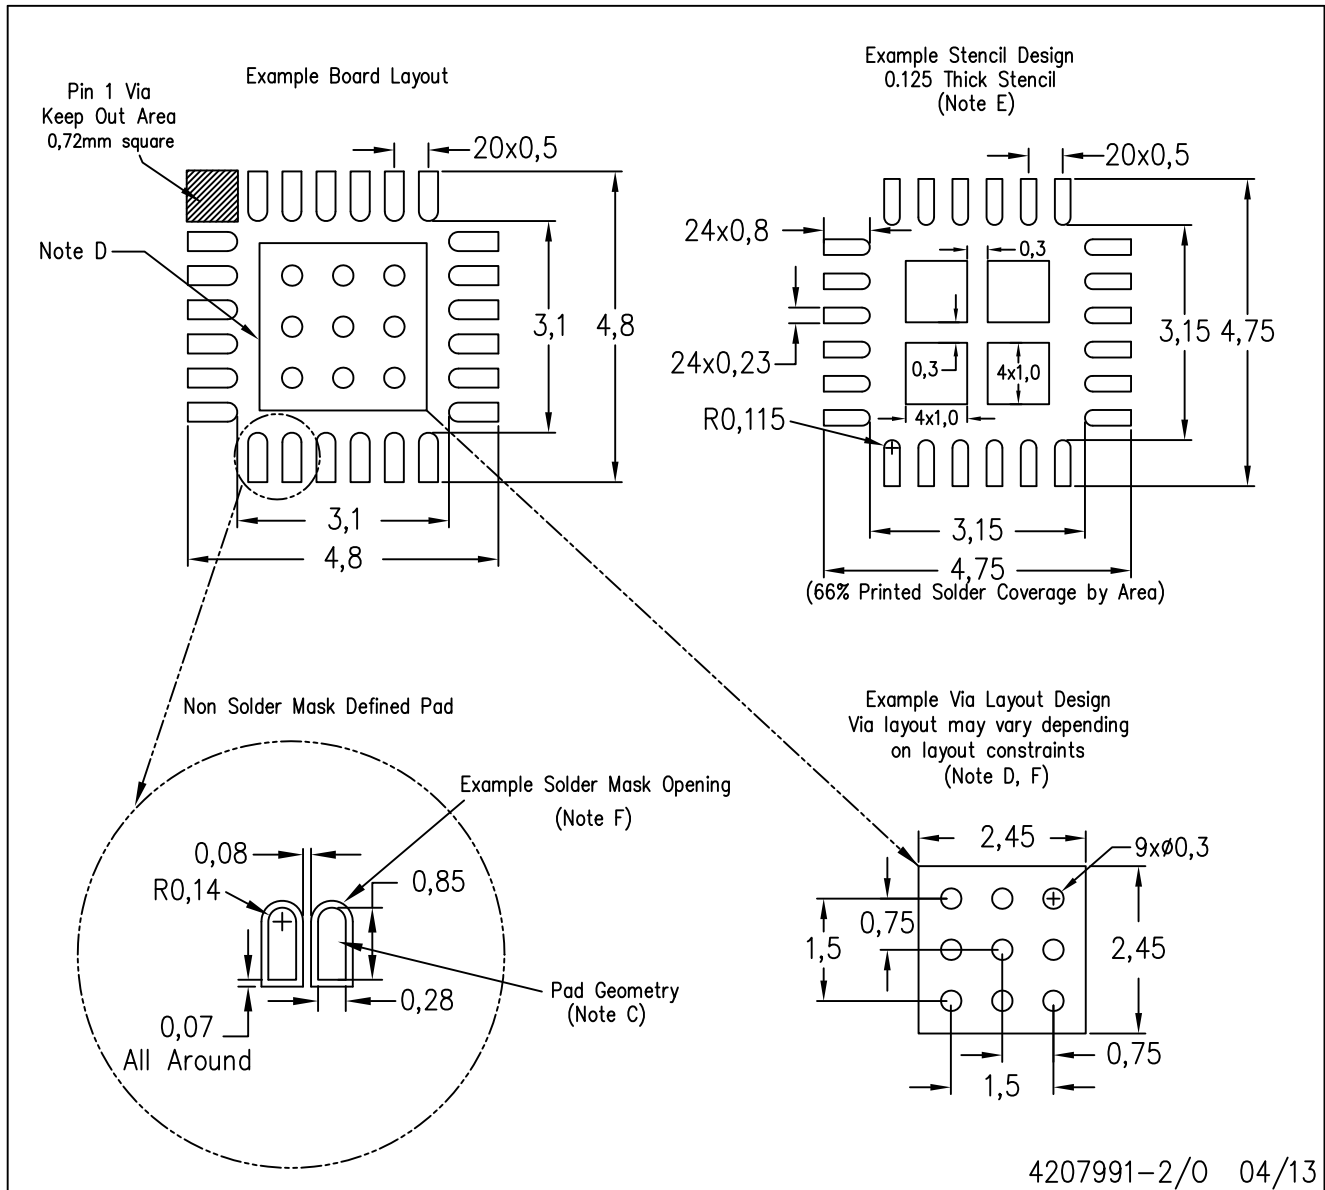 Example Board Layout
Pin 1 Via
Keep Out Area
0,72mm square
20x0,5
Note D
3,1
4,8
3,1
4,8
Example Stencil Design
0.125 Thick Stencil
(Note E)
20x0,5
24x0,8
0,3
3,15
4,75
24x0,23
0,3
4x1,0
4x1,0
R0,115
3,15
4,75
(66% Printed Solder Coverage by Area)
Non Solder Mask Defined Pad
Example Solder Mask Opening
(Note F)
0,08
R0,14
0,85
0,28
Pad Geometry
(Note C)
0,07
All Around
Example Via Layout Design
Via layout may vary depending
on layout constraints
(Note D, F)
2,45
9xø0,3
0,75
1,5
2,45
0,75
1,5
4207991-2/O 04/13